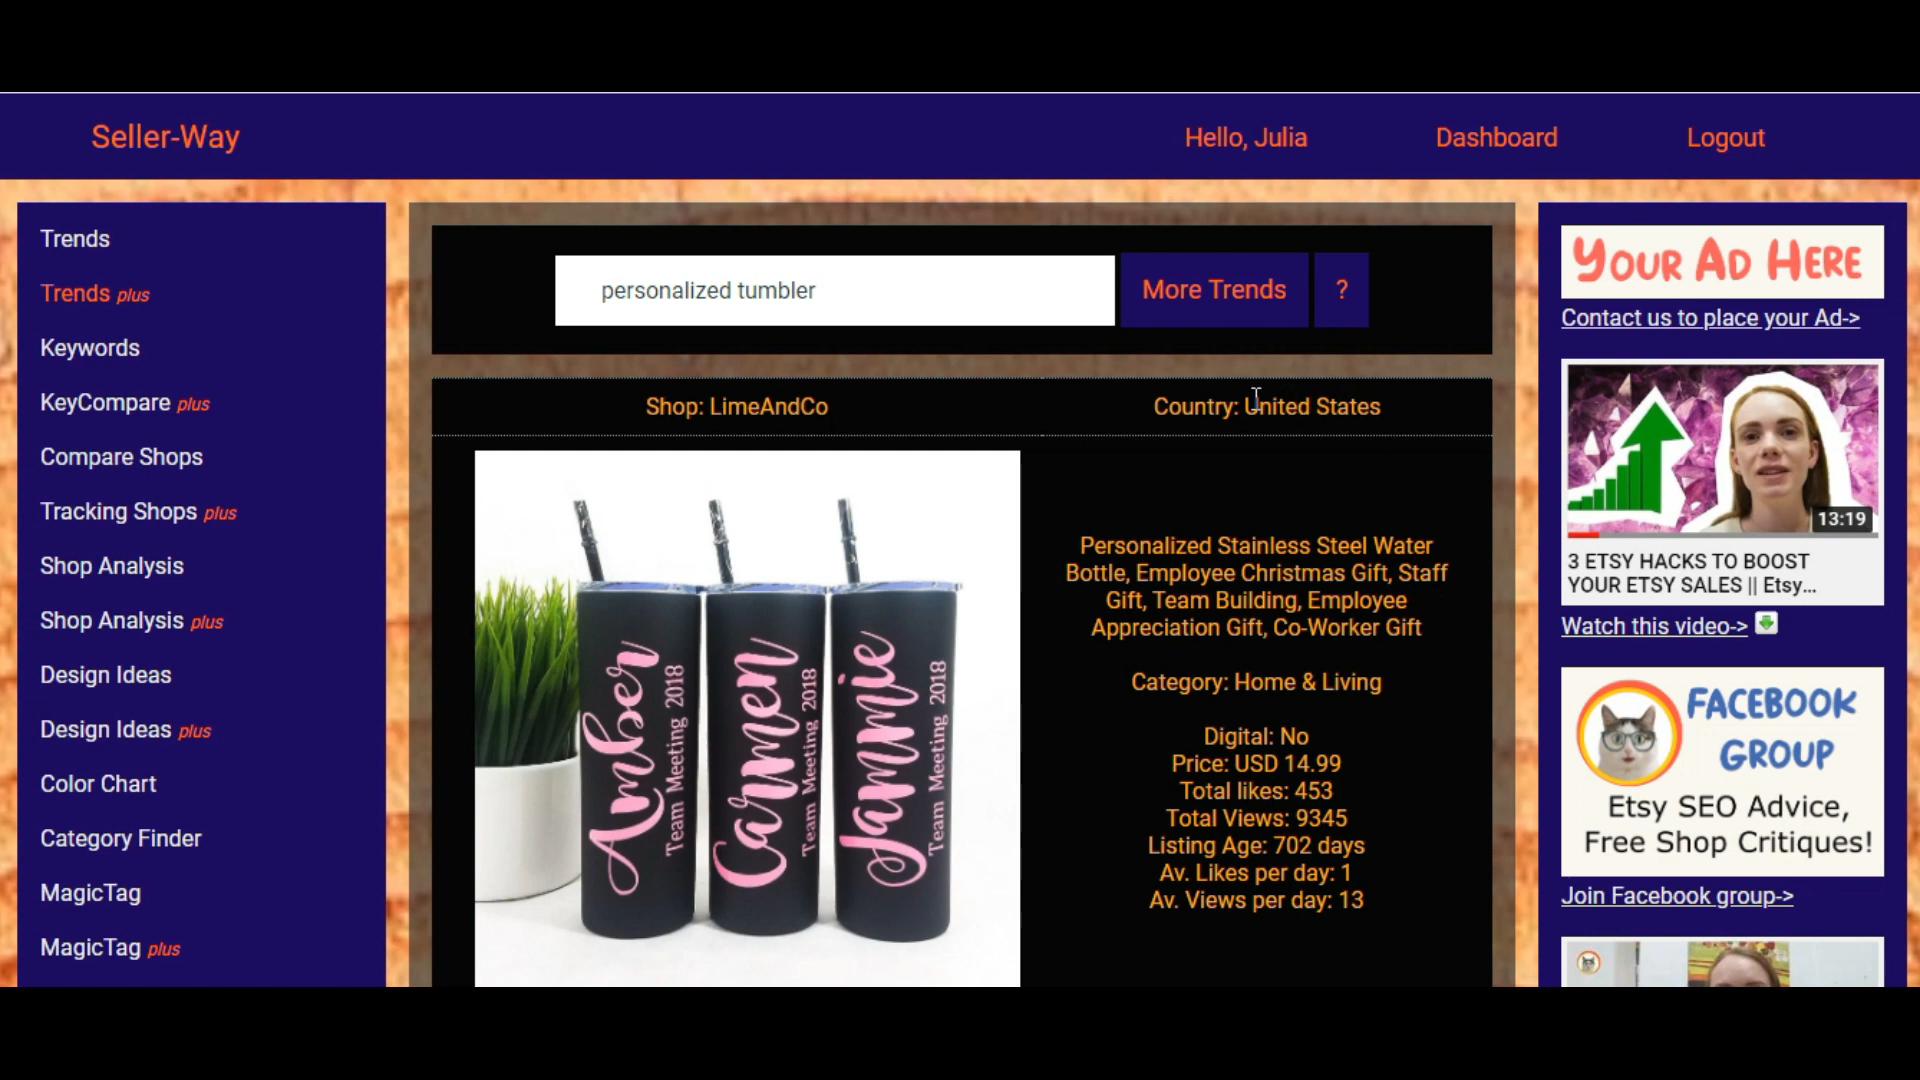 Seller-Way
Hello, Julia
Dashboard
Logout
Trends
Trends plus
Keywords
KeyCompare plus
Compare Shops
Tracking Shops plus
Shop Analysis
Shop Analysis plus
Design Ideas
Design Ideas plus
Color Chart
Category Finder
MagicTag
MagicTag plus
personalized tumbler
More Trends
?
Shop: LimeAndCo
Country: United States
Amber
Team Meeting 2018
Carmen
Team Meeting 2018
Jammie
Team Meeting 2018
Personalized Stainless Steel Water
Bottle, Employee Christmas Gift, Staff
Gift, Team Building, Employee
Appreciation Gift, Co-Worker Gift
Category: Home & Living
Digital: No
Price: USD 14.99
Total likes: 453
Total Views: 9345
Listing Age: 702 days
Av. Likes per day: 1
Av. Views per day: 13
YOUR AD HERE
Contact us to place your Ad->
13:19
3 ETSY HACKS TO BOOST
YOUR ETSY SALES || Etsy...
Watch this video->
FACEBOOK
GROUP
Etsy SEO Advice,
Free Shop Critiques!
Join Facebook group->